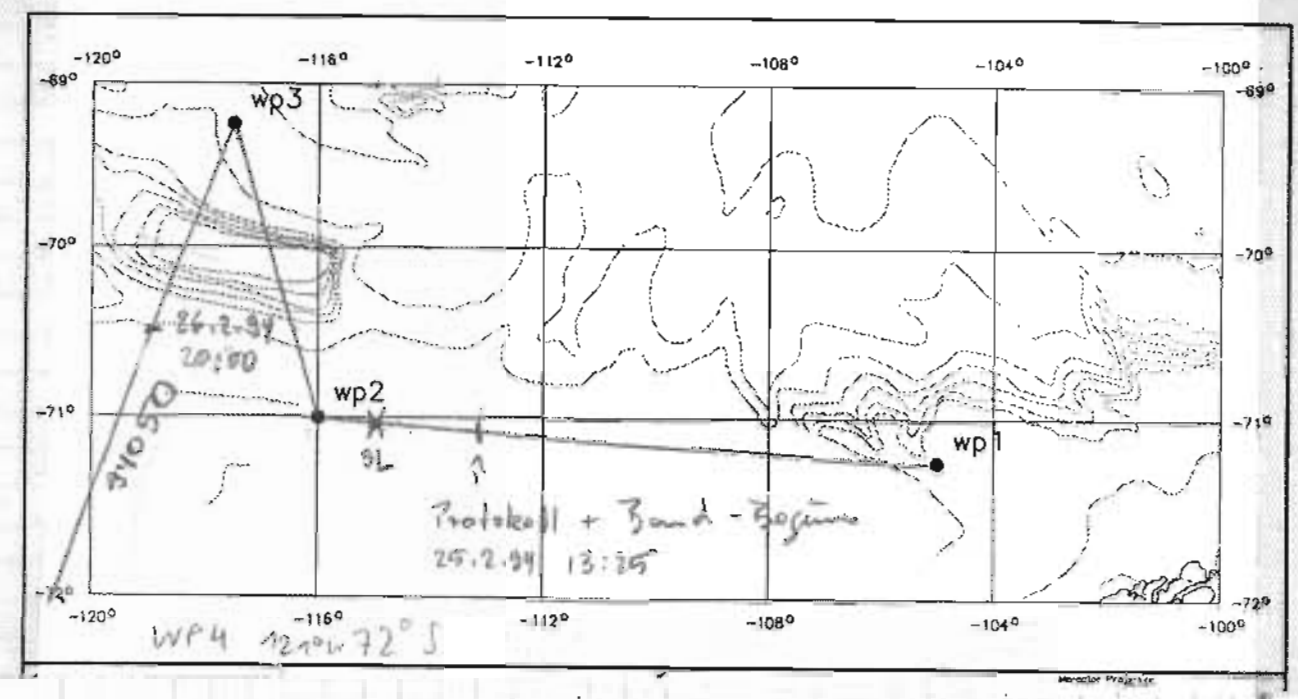 -120° -116° -112° -108° -104° -100°
-69° -69°
wp3
-70° -70°
26.2.94
20:00
wp2
-71° -71°
94050
SL
wp1
Protokoll + Band-Beginn
25.2.94 13:25
-72° -72°
-120° -116° -112° -108° -104° -100°
WP4 121°W 72°S
Mercator Projection